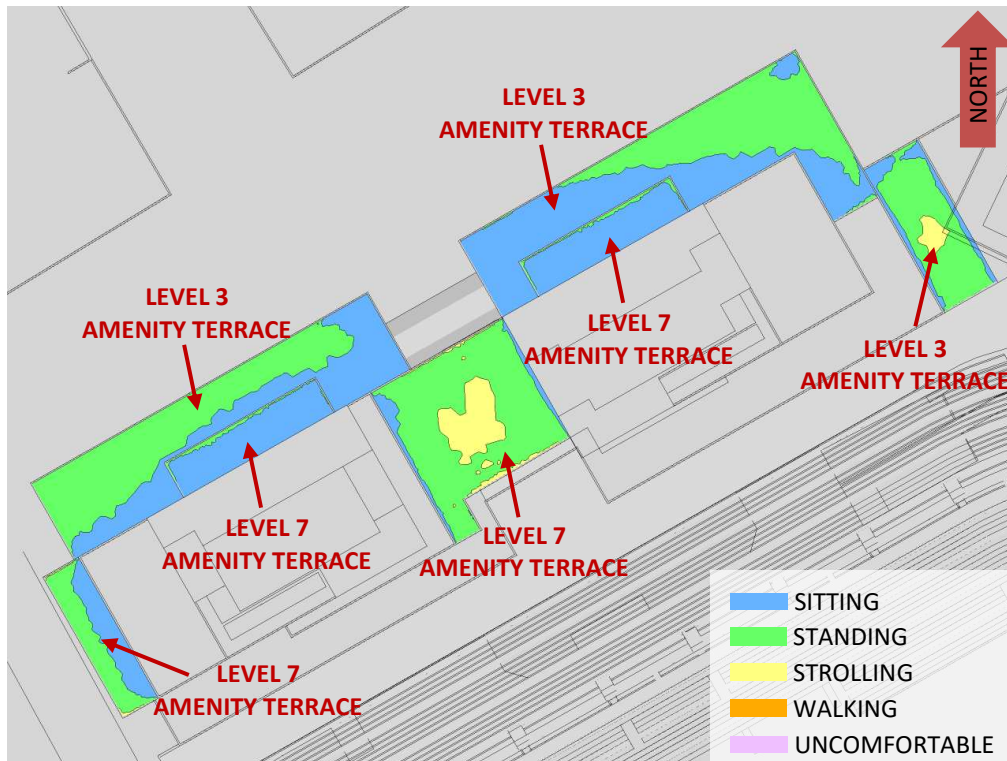 NORTH
LEVEL 3
AMENITY TERRACE
LEVEL 3
AMENITY TERRACE
LEVEL 7
AMENITY TERRACE
LEVEL 3
AMENITY TERRACE
LEVEL 7
AMENITY TERRACE
LEVEL 7
AMENITY TERRACE
LEVEL 7
AMENITY TERRACE
SITTING
STANDING
STROLLING
WALKING
UNCOMFORTABLE